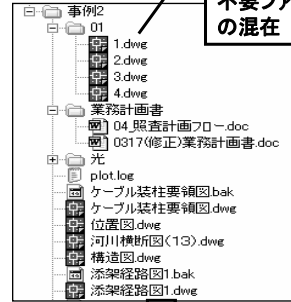 不要ファ
の混在
事例2
01
1.dwg
2.dwg
3.dwg
4.dwg
業務計画書
04_照査計画フロー.doc
0317(修正)業務計画書.doc
光
plot.log
ケーブル装柱要領図.bak
ケーブル装柱要領図.dwg
位置図.dwg
河川横断図(13).dwg
構造図.dwg
添架経路図1.bak
添架経路図1.dwg